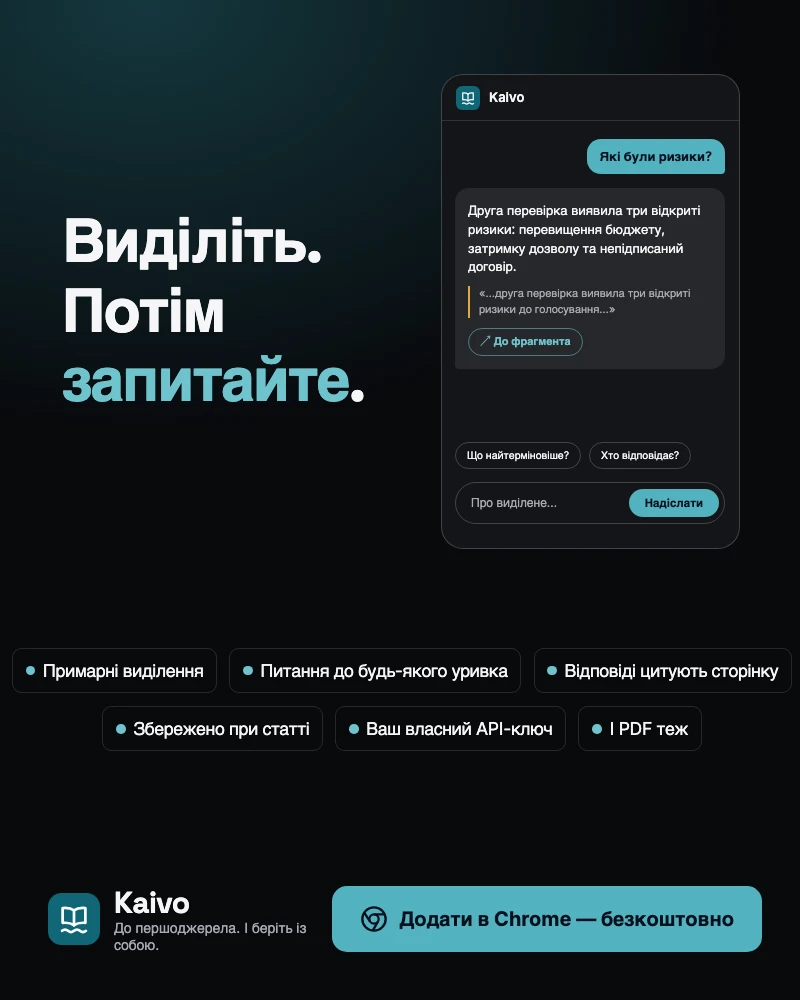 Kaivo
Які були ризики?
Друга перевірка виявила три відкриті
ризики: перевищення бюджету,
затримку дозволу та непідписаний
договір.
«...друга перевірка виявила три відкриті
ризики до голосування...»
До фрагмента
Що найтерміновіше?
Хто відповідає?
Про виділене...
Надіслати
Виділіть.
Потім
запитайте.
Примарні виділення
Питання до будь-якого уривка
Відповіді цитують сторінку
Збережено при статті
Ваш власний API-ключ
І PDF теж
Kaivo
До першоджерела. І беріть із
собою.
Додати в Chrome — безкоштовно